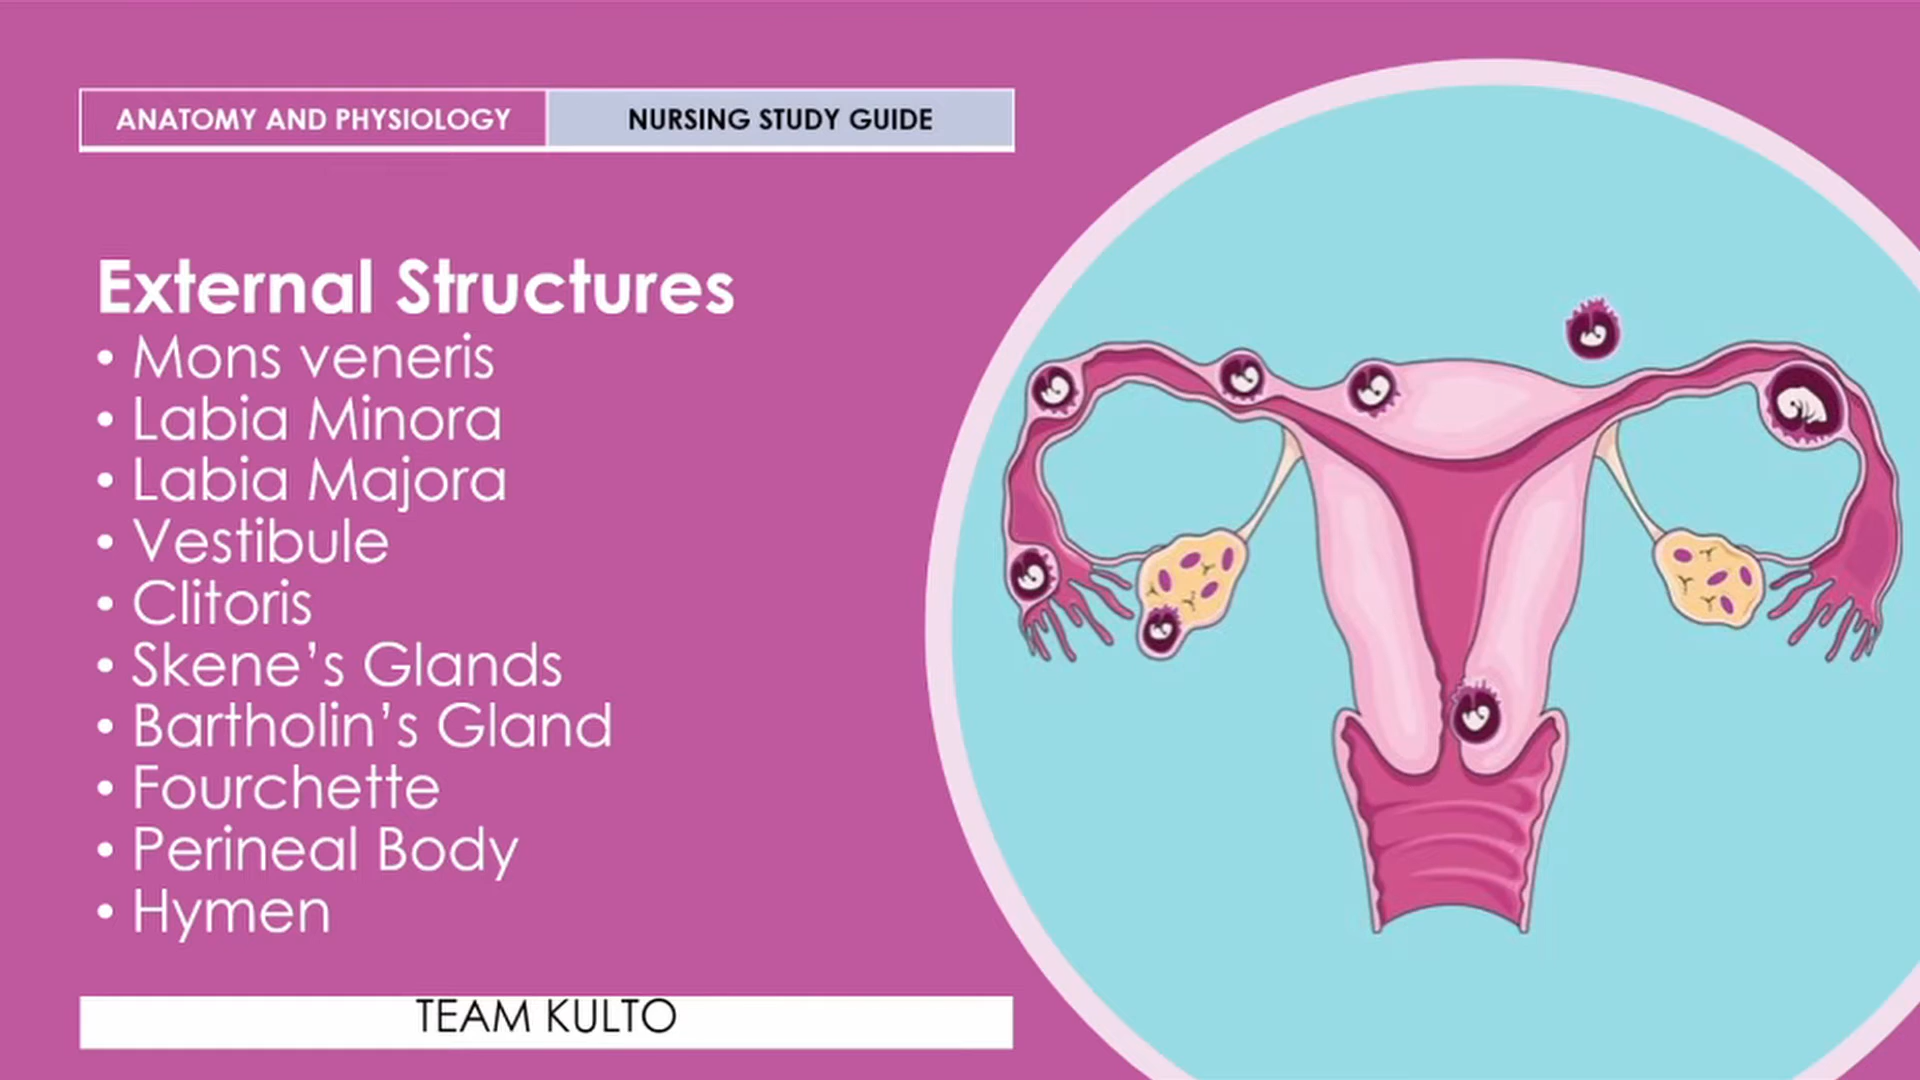 ANATOMY AND PHYSIOLOGY
NURSING STUDY GUIDE
External Structures
• Mons veneris
• Labia Minora
• Labia Majora
• Vestibule
• Clitoris
• Skene’s Glands
• Bartholin’s Gland
• Fourchette
• Perineal Body
• Hymen
TEAM KULTO